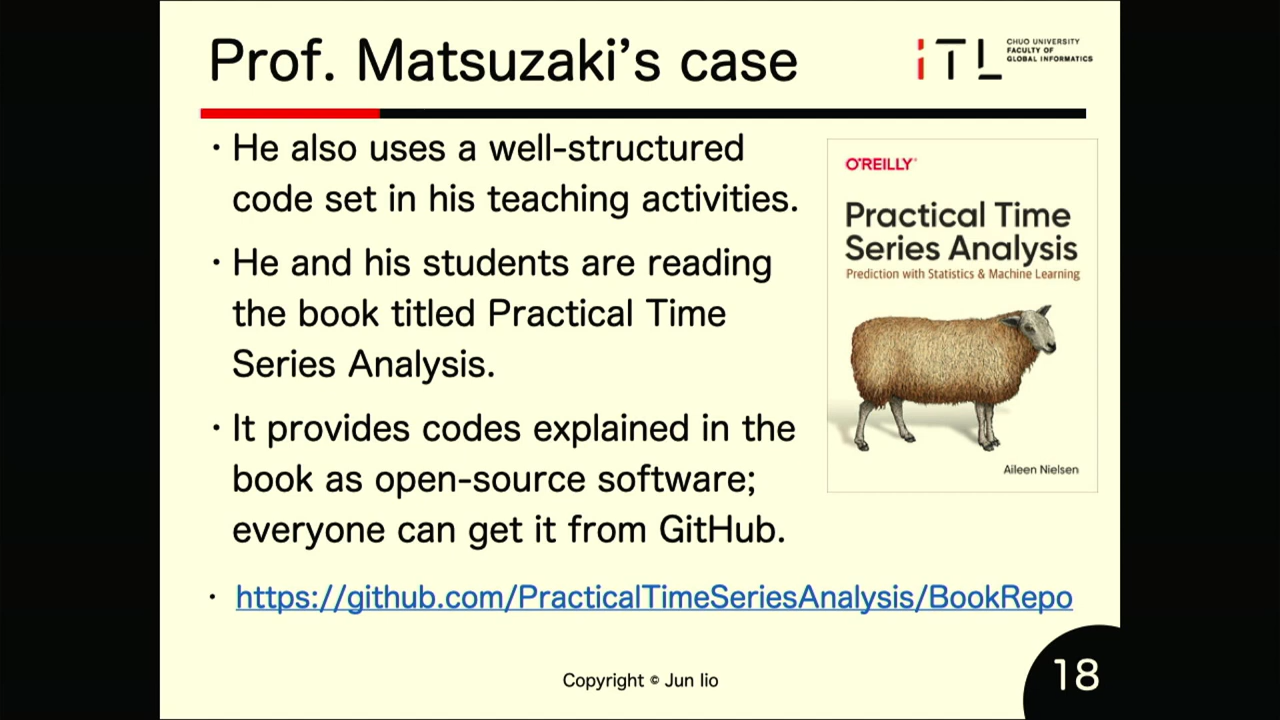 Prof. Matsuzaki's case
iTL
CHUO UNIVERSITY
FACULTY OF
GLOBAL INFORMATICS
・He also uses a well-structured
code set in his teaching activities.
・He and his students are reading
the book titled Practical Time
Series Analysis.
・It provides codes explained in the
book as open-source software;
everyone can get it from GitHub.
・ https://github.com/PracticalTimeSeriesAnalysis/BookRepo
O'REILLY®
Practical Time
Series Analysis
Prediction with Statistics & Machine Learning
Aileen Nielsen
Copyright © Jun Iio
18